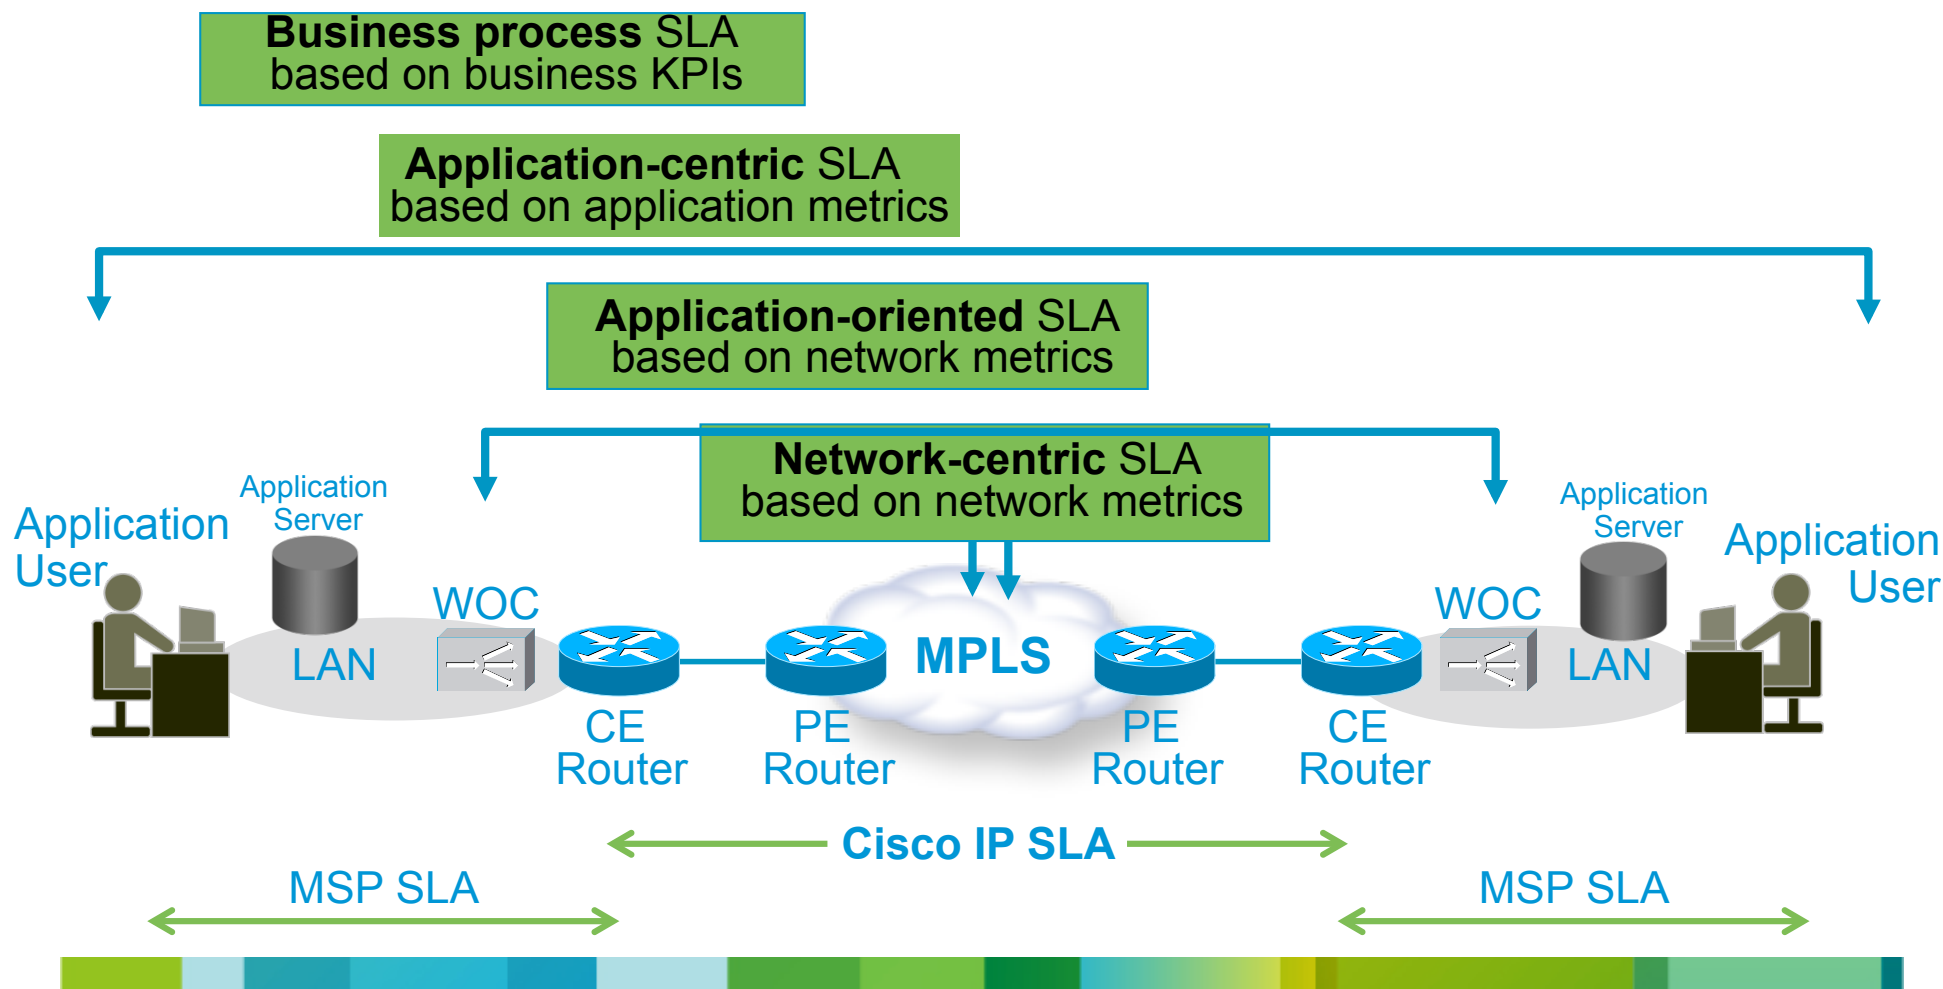 Business process SLA
based on business KPIs
Application-centric SLA
based on application metrics
Application-oriented SLA
based on network metrics
Network-centric SLA
based on network metrics
Application
User
Application
Server
WOC
LAN
CE
Router
PE
Router
MPLS
PE
Router
CE
Router
WOC
LAN
Application
Server
Application
User
Cisco IP SLA
MSP SLA
MSP SLA